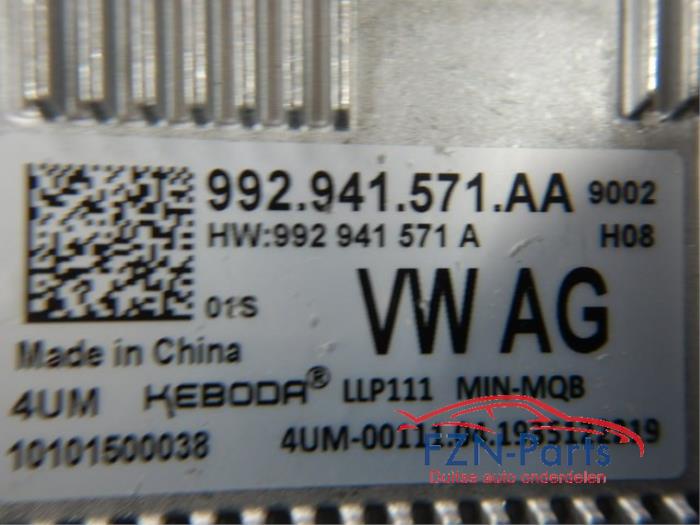 992.941.571.AA 9002
HW:992 941 571 A H08
01S VW AG
Made in China
4UM KEBODA® LLP111 MIN-MQB
10101500038
FZN-Parts
Duitse auto onderdelen